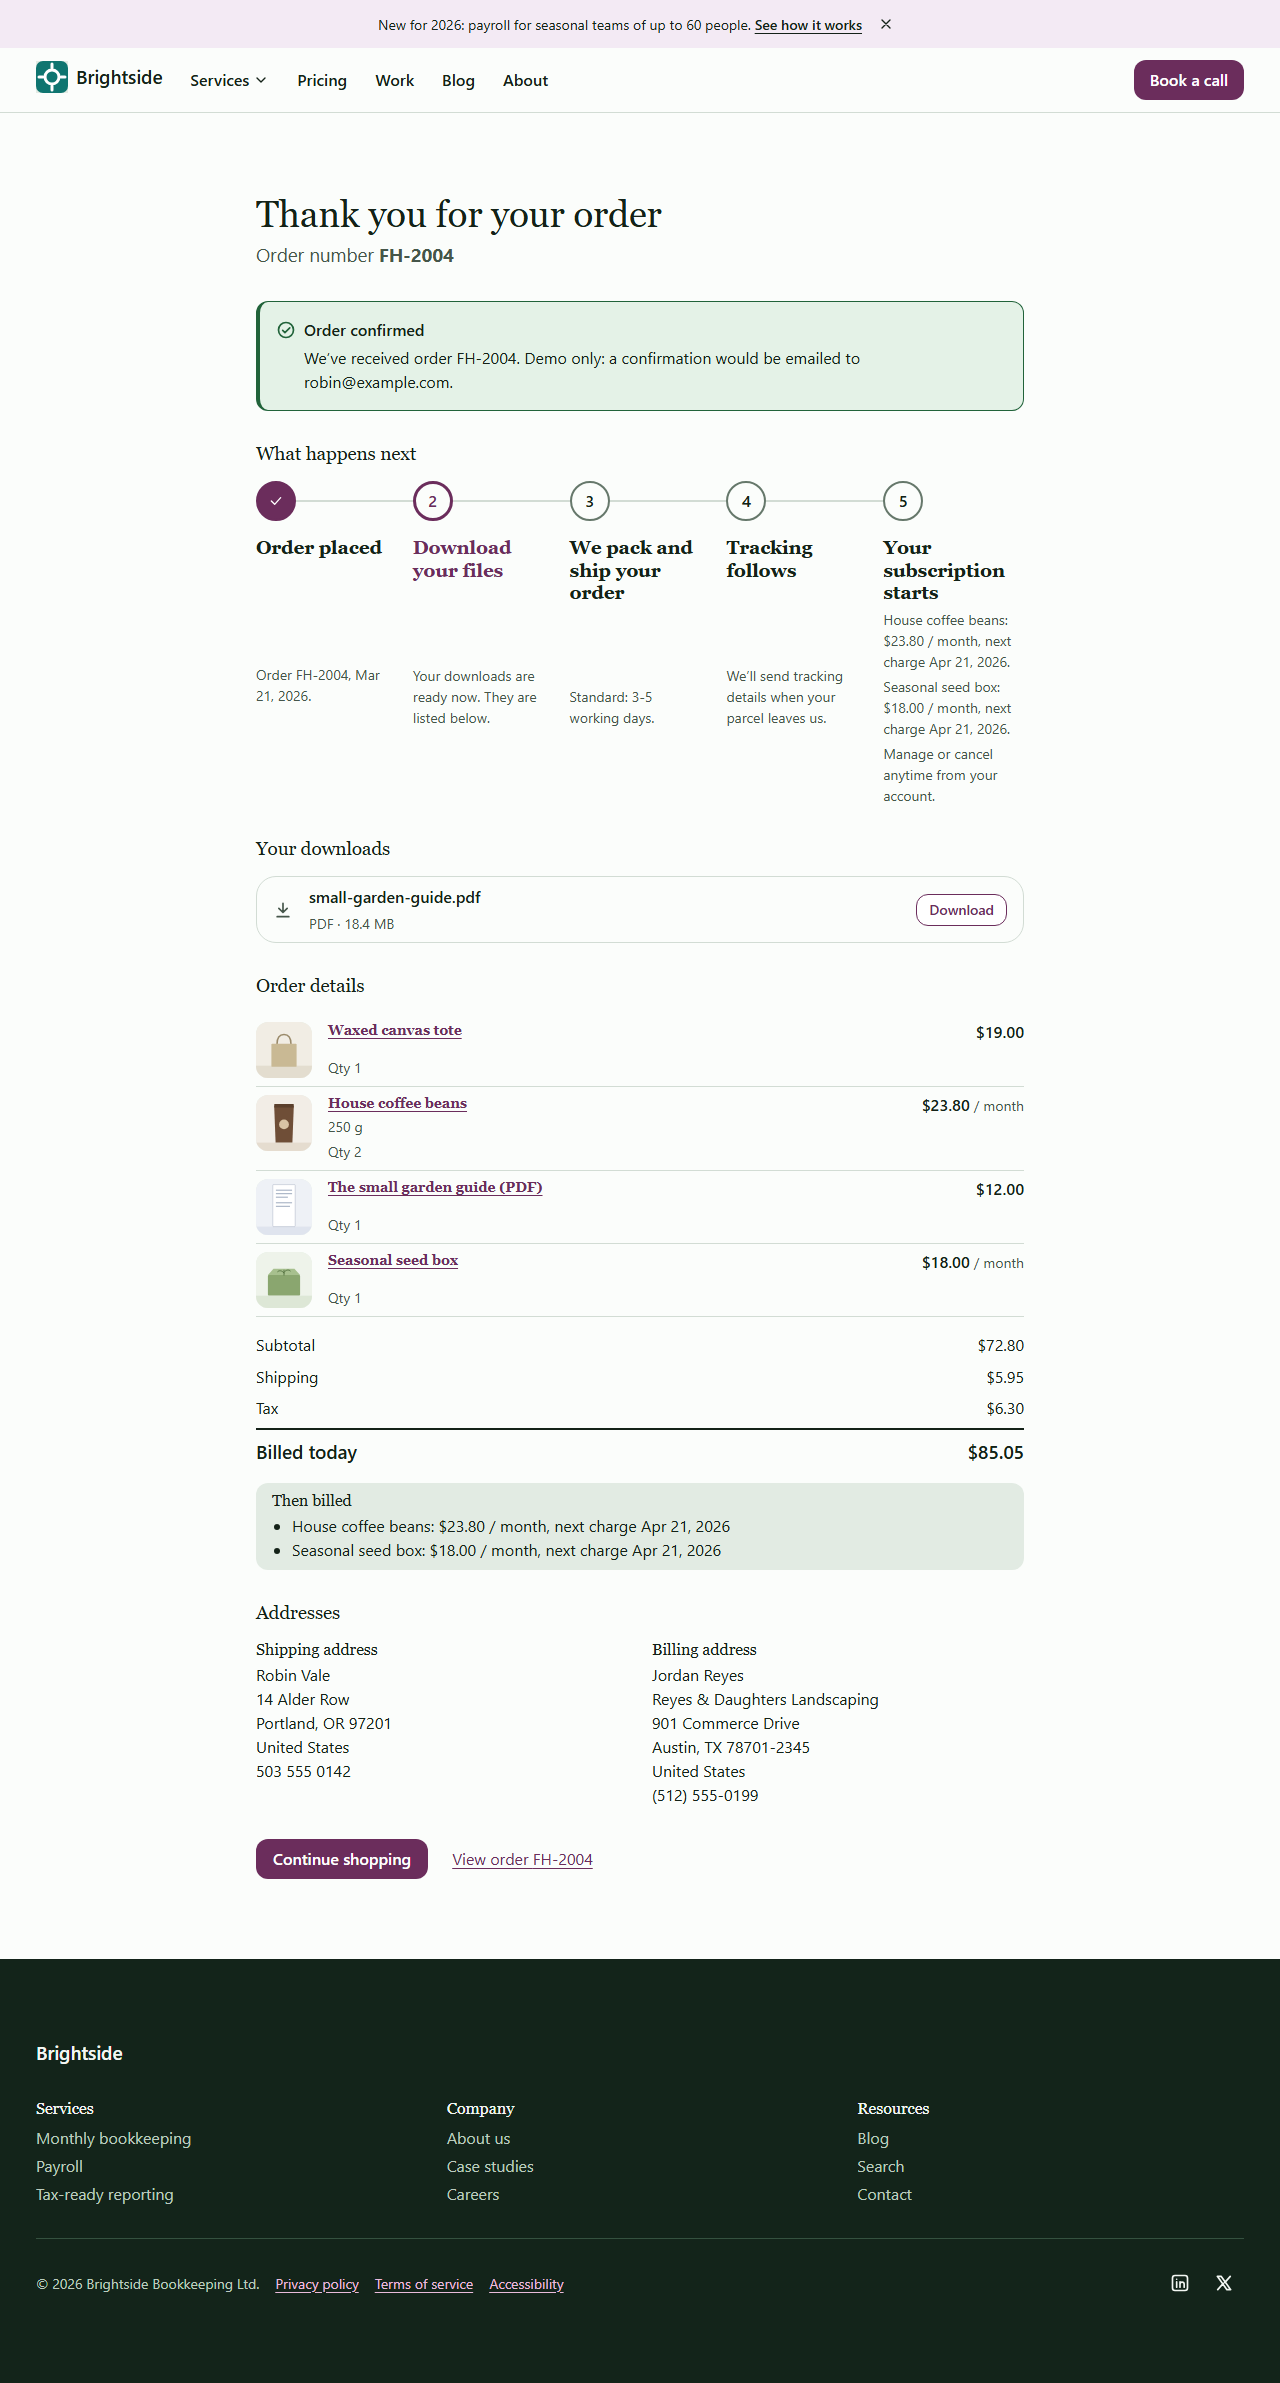 New for 2026: payroll for seasonal teams of up to 60 people. See how it works
Brightside
Services
Pricing
Work
Blog
About
Book a call
Thank you for your order
Order number FH-2004
Order confirmed
We’ve received order FH-2004. Demo only: a confirmation would be emailed to
robin@example.com.
What happens next
Order placed
Order FH-2004, Mar
21, 2026.
2
Download
your files
Your downloads are
ready now. They are
listed below.
3
We pack and
ship your
order
Standard: 3-5
working days.
4
Tracking
follows
We’ll send tracking
details when your
parcel leaves us.
5
Your
subscription
starts
House coffee beans:
$23.80 / month, next
charge Apr 21, 2026.
Seasonal seed box:
$18.00 / month, next
charge Apr 21, 2026.
Manage or cancel
anytime from your
account.
Your downloads
small-garden-guide.pdf
PDF · 18.4 MB
Download
Order details
Waxed canvas tote
$19.00
Qty 1
House coffee beans
$23.80 / month
250 g
Qty 2
The small garden guide (PDF)
$12.00
Qty 1
Seasonal seed box
$18.00 / month
Qty 1
Subtotal
$72.80
Shipping
$5.95
Tax
$6.30
Billed today
$85.05
Then billed
House coffee beans: $23.80 / month, next charge Apr 21, 2026
Seasonal seed box: $18.00 / month, next charge Apr 21, 2026
Addresses
Shipping address
Robin Vale
14 Alder Row
Portland, OR 97201
United States
503 555 0142
Billing address
Jordan Reyes
Reyes & Daughters Landscaping
901 Commerce Drive
Austin, TX 78701-2345
United States
(512) 555-0199
Continue shopping
View order FH-2004
Brightside
Services
Monthly bookkeeping
Payroll
Tax-ready reporting
Company
About us
Case studies
Careers
Resources
Blog
Search
Contact
© 2026 Brightside Bookkeeping Ltd.
Privacy policy
Terms of service
Accessibility